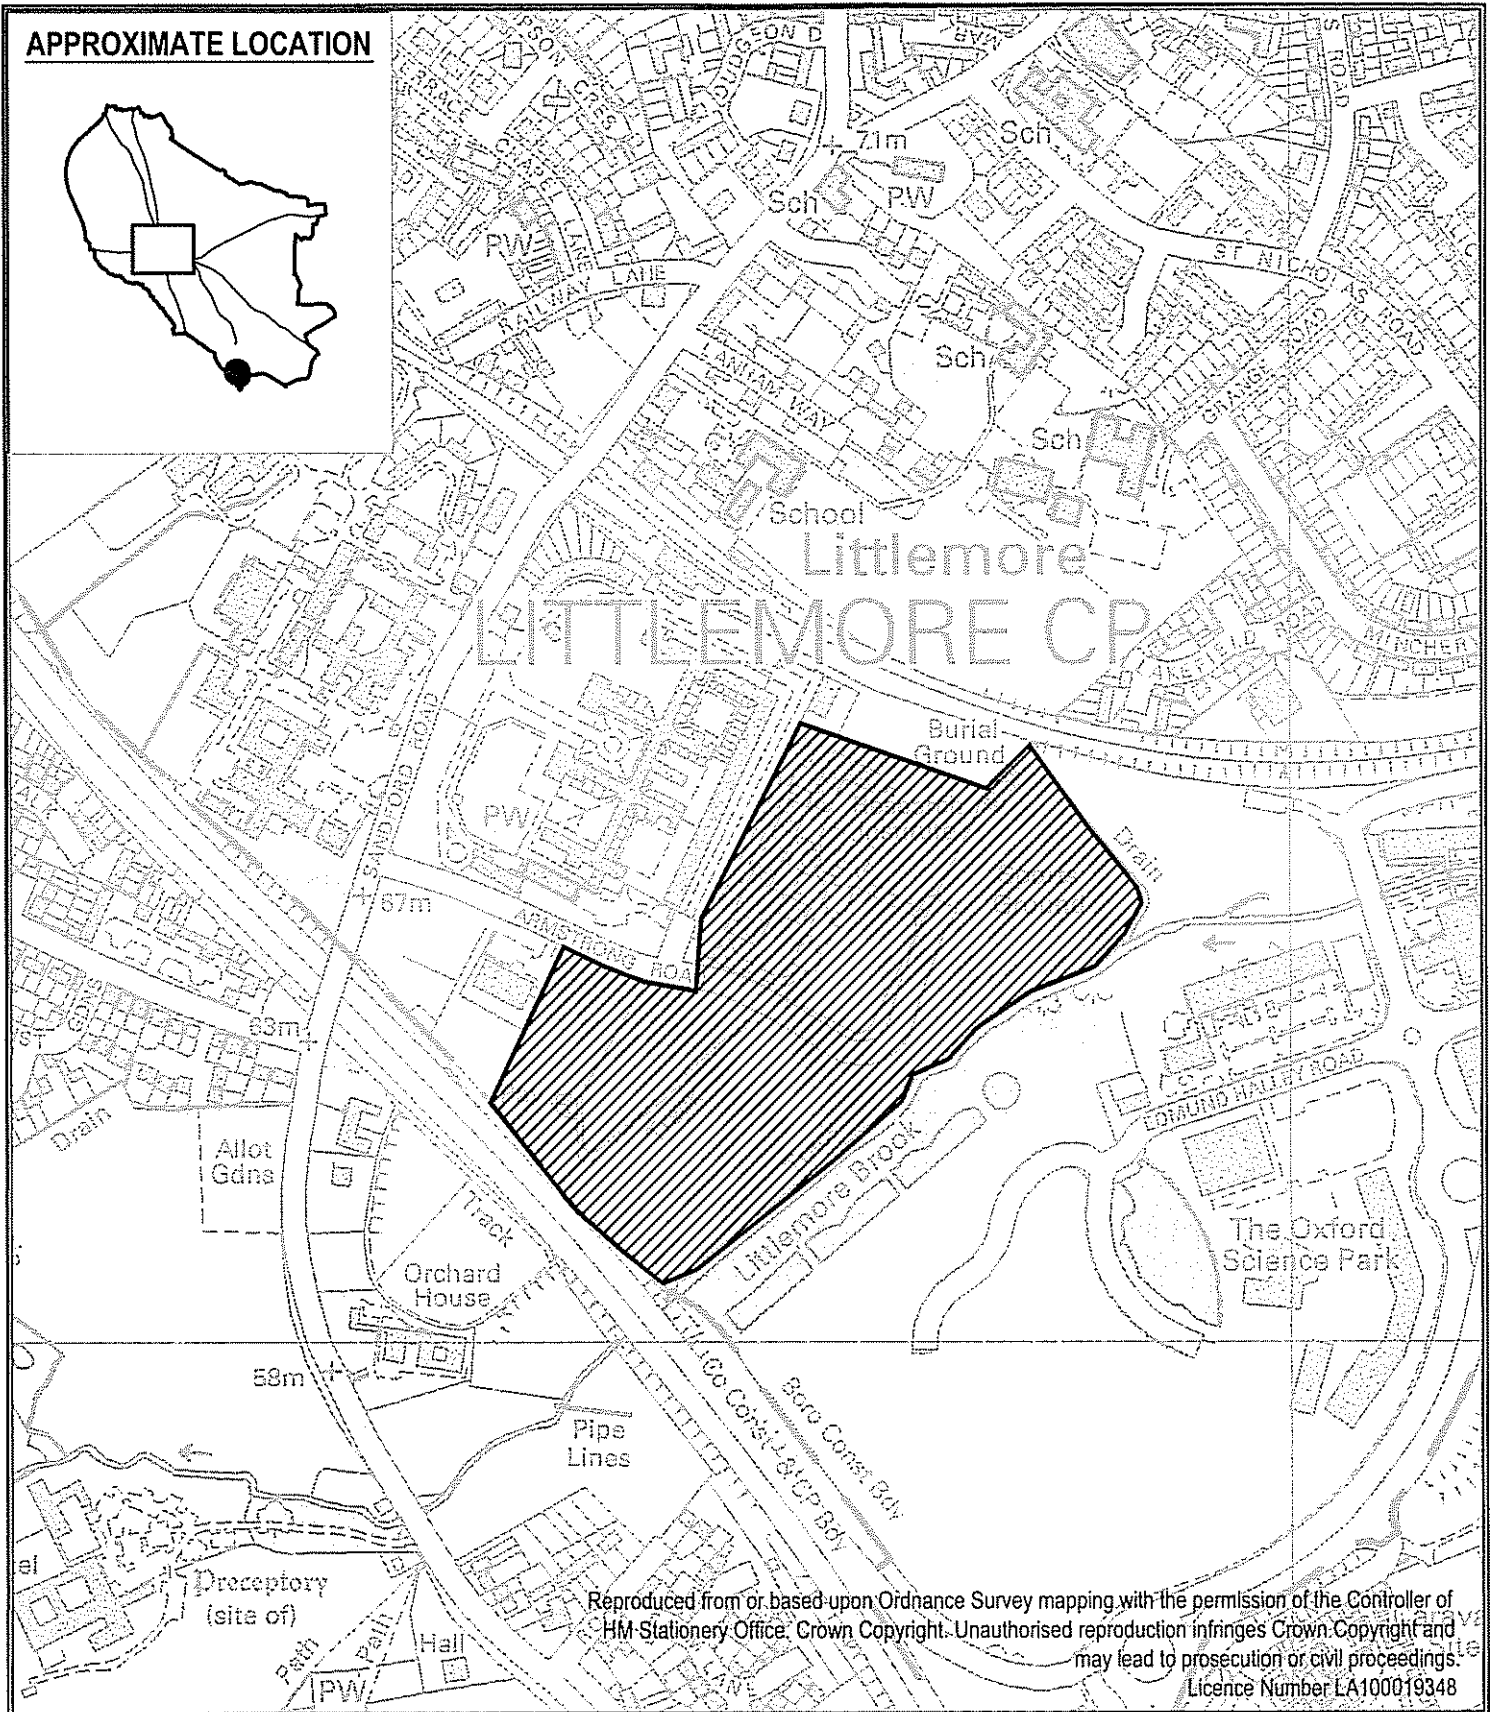 APPROXIMATE LOCATION
71m
Sch
Sch
PW
PW
RAILWAY LANE
ST NICHOLAS ROAD
S ROAD
LANHAM WAY
Sch
GRANGE ROAD
Sch
School
Littlemore
LITTLEMORE CP
MINCHERY
Burial
Ground
SANDFORD ROAD
PW
Drain
67m
ARMSTRONG ROAD
63m
Drain
Allot
Gdns
EDMUND HALLEY ROAD
Littlemore Brook
Track
The Oxford
Science Park
Orchard
House
58m
Co Const & CP Bdy
Boro Const Bdy
Pipe
Lines
Preceptory
(site of)
Path
Path
Hall
PW
Reproduced from or based upon Ordnance Survey mapping with the permission of the Controller of
HM Stationery Office. Crown Copyright. Unauthorised reproduction infringes Crown Copyright and
may lead to prosecution or civil proceedings.
Licence Number LA100019348